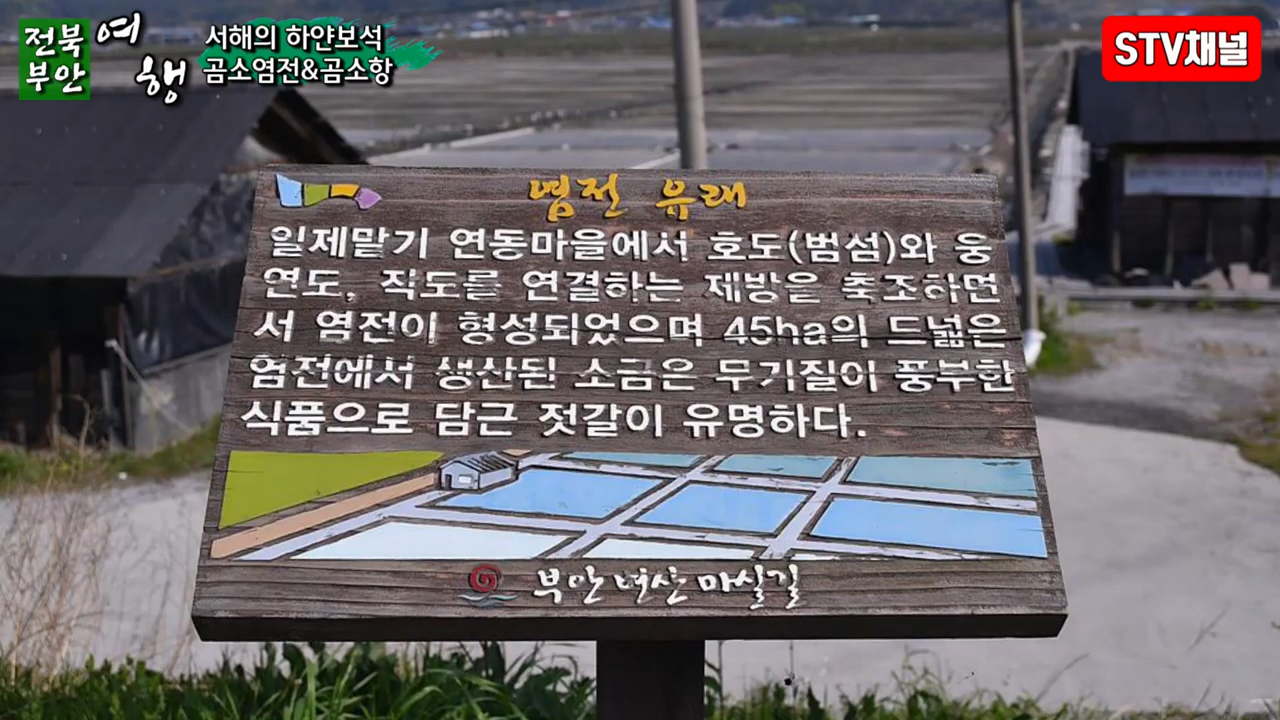 전북 여행
부안
서해의 하얀보석
곰소염전&곰소항
STV채널
염전 유래
일제말기 연동마을에서 호도(범섬)와 웅
연도, 직도를 연결하는 제방을 축조하면
서 염전이 형성되었으며 45ha의 드넓은
염전에서 생산된 소금은 무기질이 풍부한
식품으로 담근 젓갈이 유명하다.
부안 변산 마실길